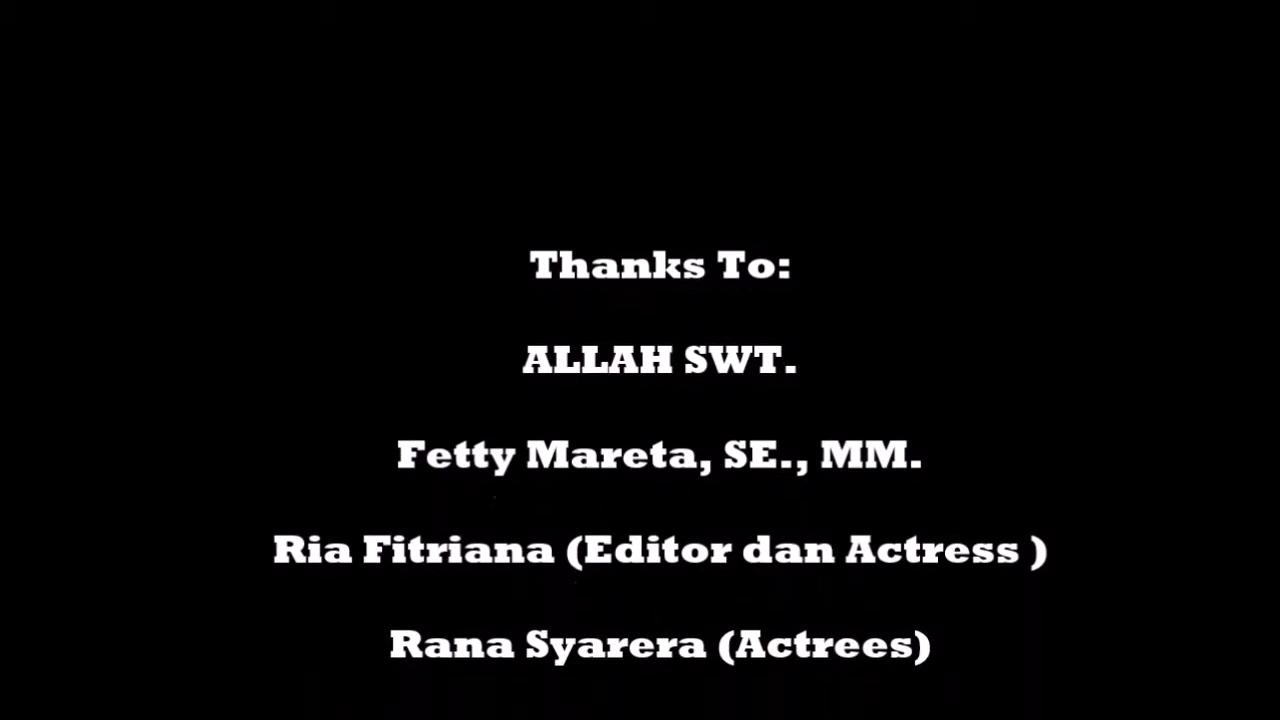 Thanks To:
ALLAH SWT.
Fetty Mareta, SE., MM.
Ria Fitriana (Editor dan Actress )
Rana Syarera (Actrees)